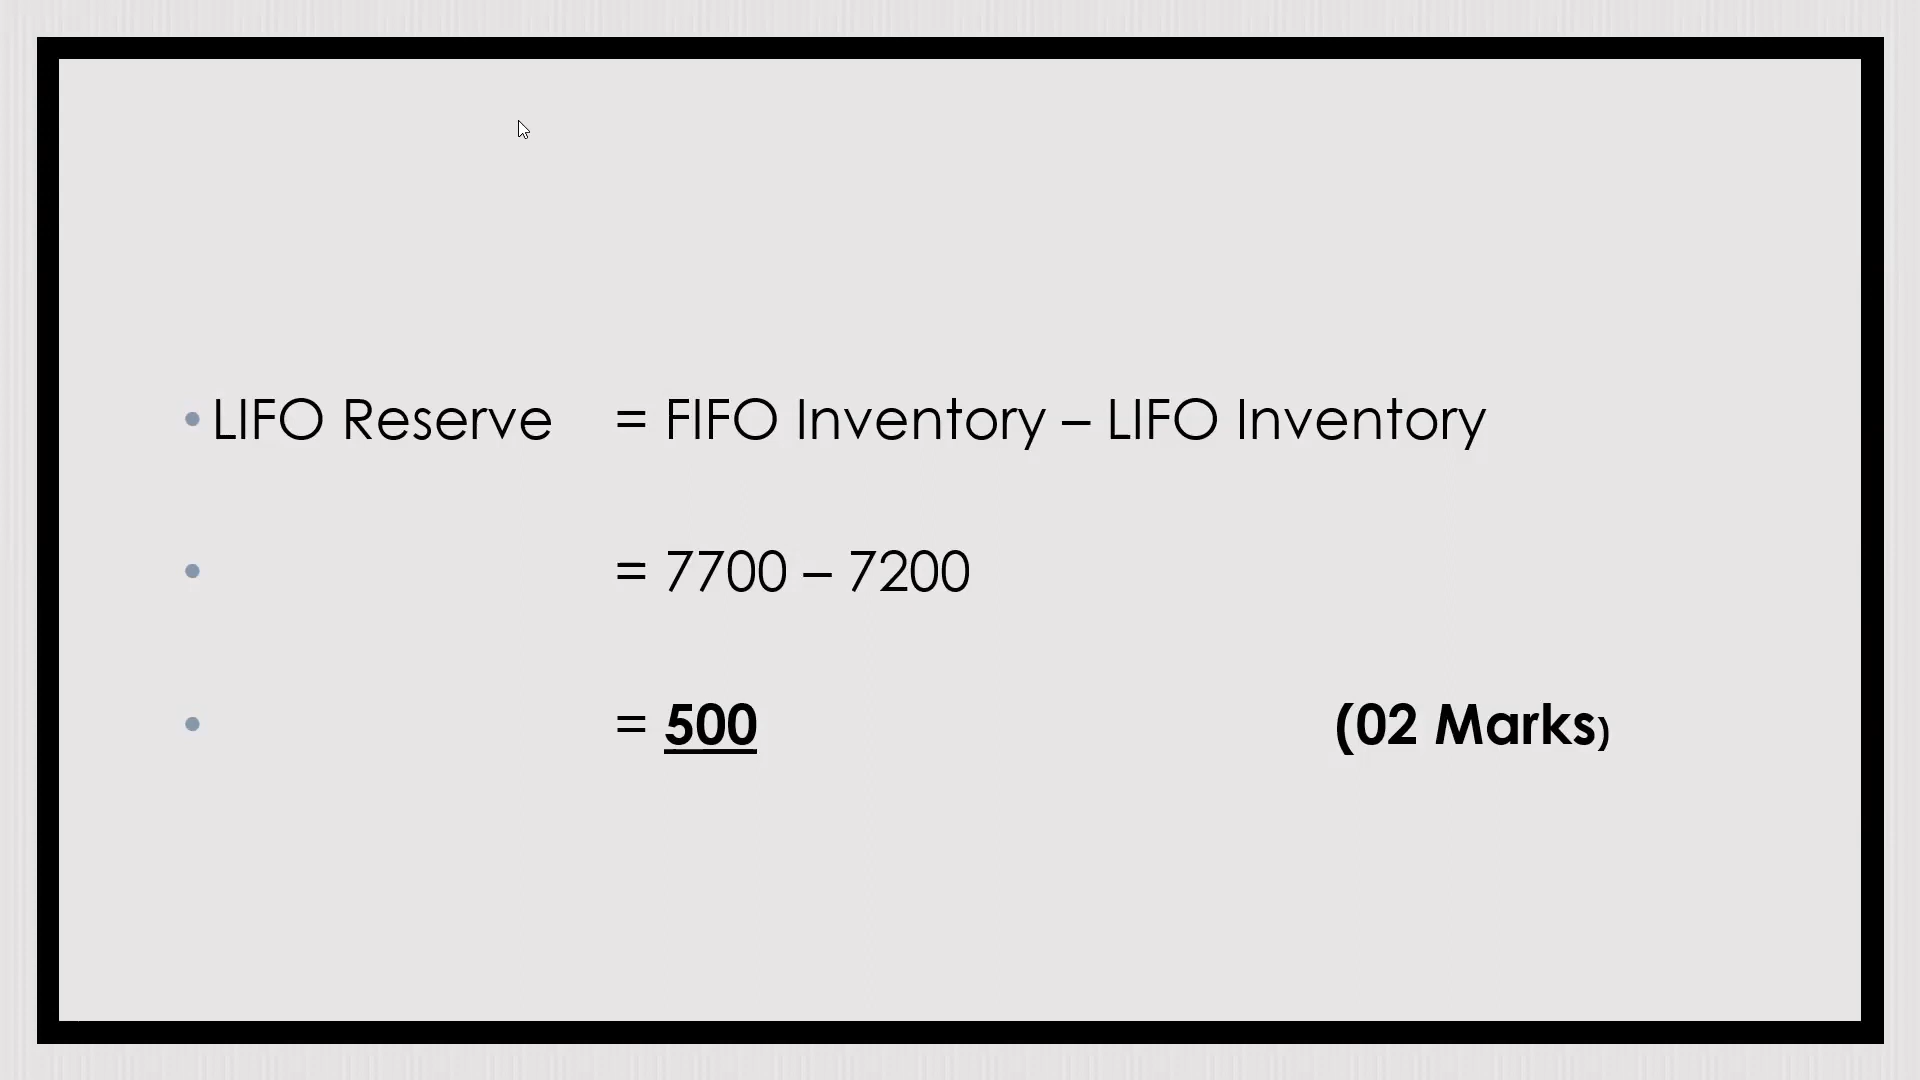 • LIFO Reserve = FIFO Inventory – LIFO Inventory
• = 7700 – 7200
• = 500 (02 Marks)